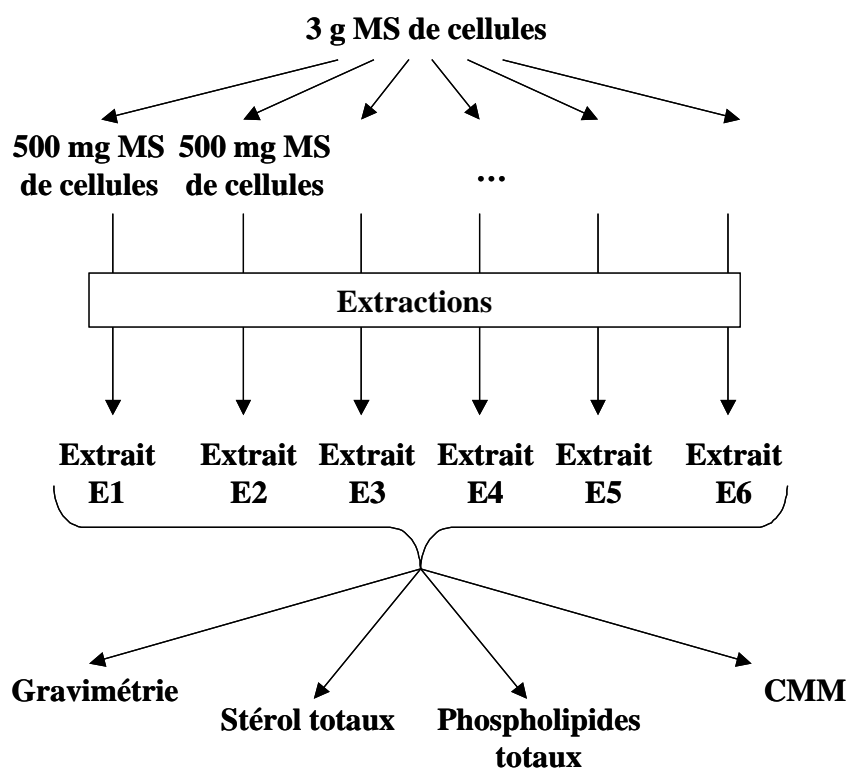 3 g MS de cellules
500 mg MS
de cellules
500 mg MS
de cellules
...
Extractions
Extrait
E1
Extrait
E2
Extrait
E3
Extrait
E4
Extrait
E5
Extrait
E6
Gravimétrie
Stérol totaux
Phospholipides
totaux
CMM